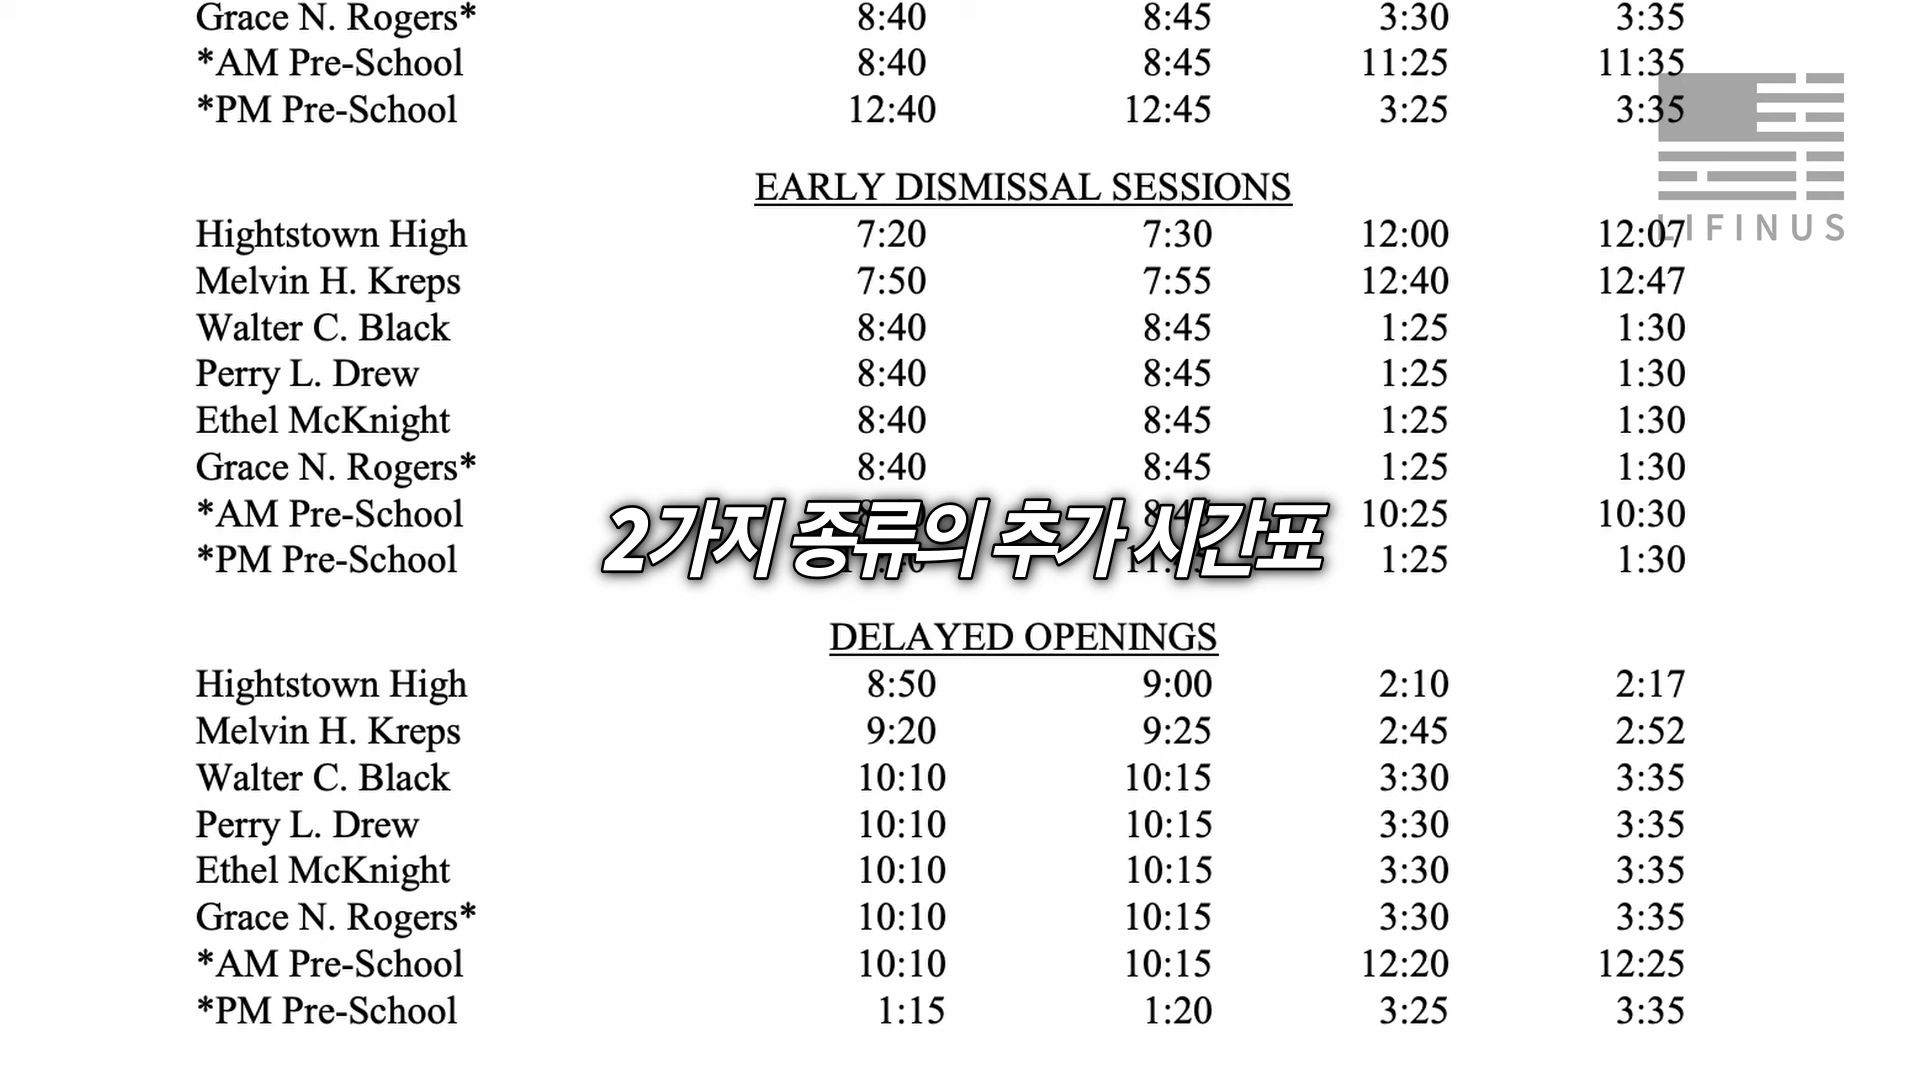 Grace N. Rogers* 8:40 8:45 3:30 3:35
*AM Pre-School 8:40 8:45 11:25 11:35
*PM Pre-School 12:40 12:45 3:25 3:35
LIFINUS
EARLY DISMISSAL SESSIONS
Hightstown High 7:20 7:30 12:00 12:07
Melvin H. Kreps 7:50 7:55 12:40 12:47
Walter C. Black 8:40 8:45 1:25 1:30
Perry L. Drew 8:40 8:45 1:25 1:30
Ethel McKnight 8:40 8:45 1:25 1:30
Grace N. Rogers* 8:40 8:45 1:25 1:30
*AM Pre-School 10:25 10:30
2가지 종류의 추가 시간표
*PM Pre-School 1:25 1:30
DELAYED OPENINGS
Hightstown High 8:50 9:00 2:10 2:17
Melvin H. Kreps 9:20 9:25 2:45 2:52
Walter C. Black 10:10 10:15 3:30 3:35
Perry L. Drew 10:10 10:15 3:30 3:35
Ethel McKnight 10:10 10:15 3:30 3:35
Grace N. Rogers* 10:10 10:15 3:30 3:35
*AM Pre-School 10:10 10:15 12:20 12:25
*PM Pre-School 1:15 1:20 3:25 3:35